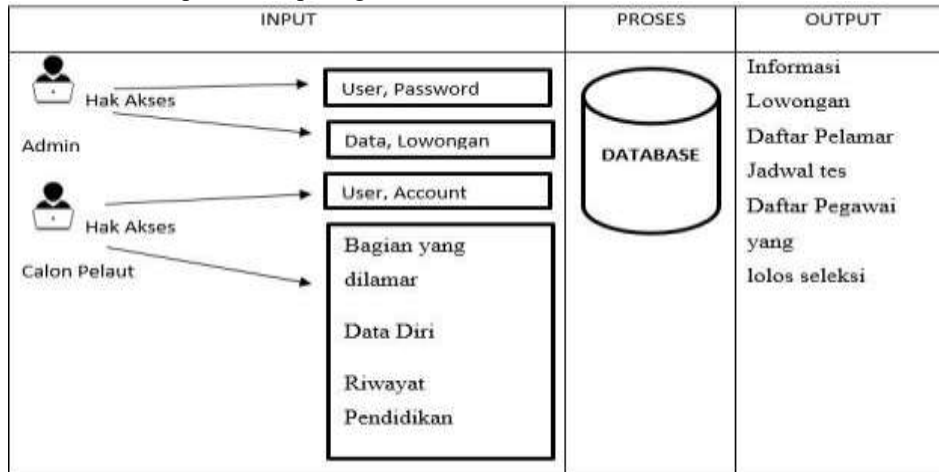 INPUT
PROSES
OUTPUT
Hak Akses
Admin
User, Password
Data, Lowongan
Hak Akses
Calon Pelaut
User, Account
Bagian yang
dilamar
Data Diri
Riwayat
Pendidikan
DATABASE
Informasi
Lowongan
Daftar Pelamar
Jadwal tes
Daftar Pegawai
yang
lolos seleksi